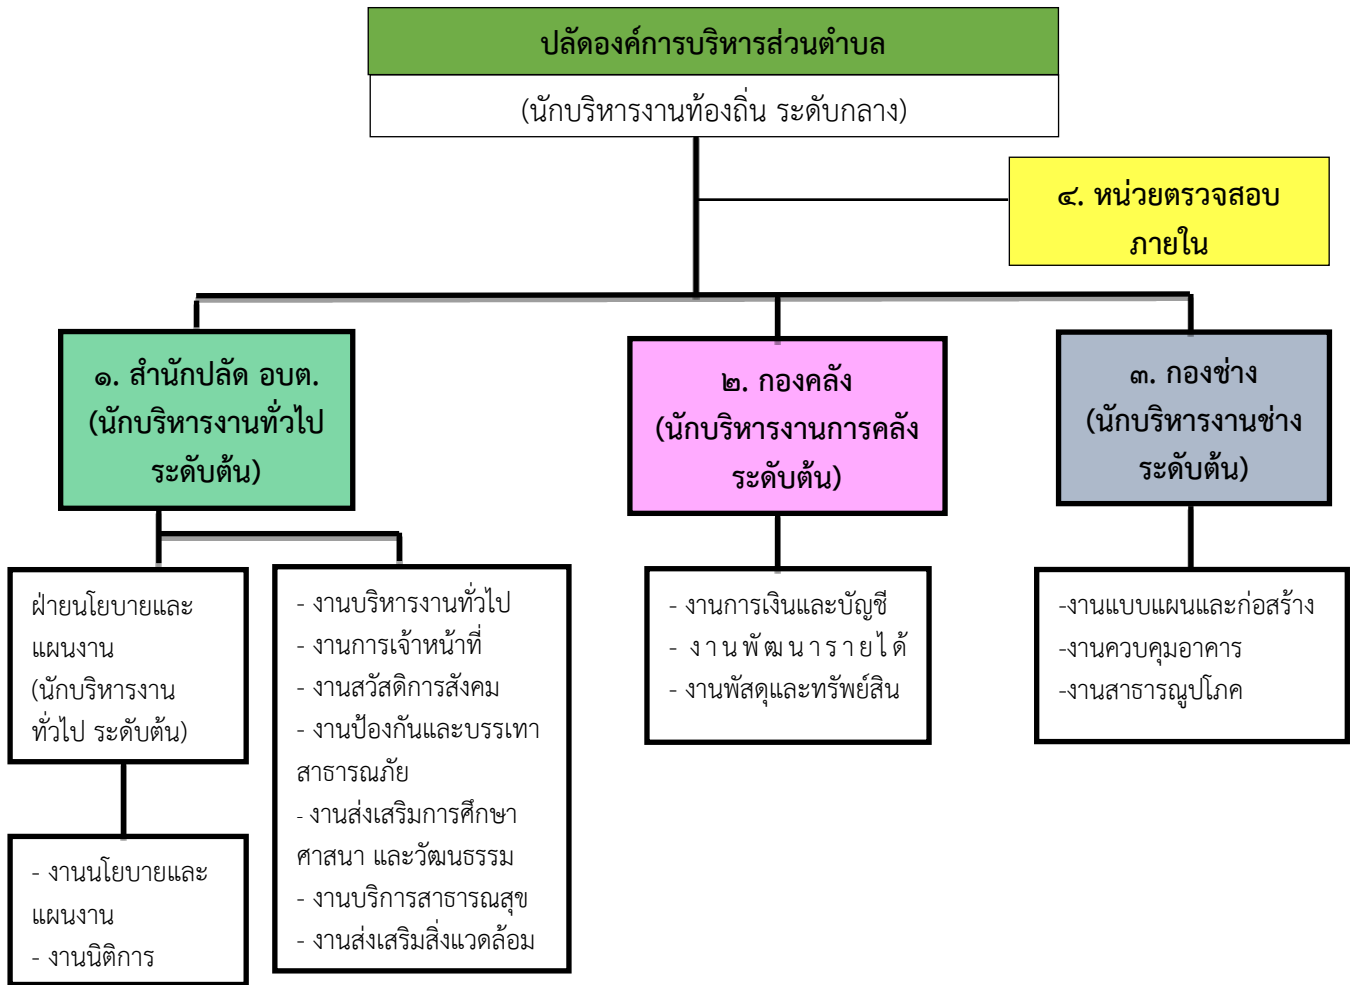 ปลัดองค์การบริหารส่วนตำบล
(นักบริหารงานท้องถิ่น ระดับกลาง)
๔. หน่วยตรวจสอบ
ภายใน
๑. สำนักปลัด อบต.
(นักบริหารงานทั่วไป
ระดับต้น)
๒. กองคลัง
(นักบริหารงานการคลัง
ระดับต้น)
๓. กองช่าง
(นักบริหารงานช่าง
ระดับต้น)
ฝ่ายนโยบายและ
แผนงาน
(นักบริหารงาน
ทั่วไป ระดับต้น)
- งานนโยบายและ
แผนงาน
- งานนิติการ
- งานบริหารงานทั่วไป
- งานการเจ้าหน้าที่
- งานสวัสดิการสังคม
- งานป้องกันและบรรเทา
สาธารณภัย
- งานส่งเสริมการศึกษา
ศาสนา และวัฒนธรรม
- งานบริการสาธารณสุข
- งานส่งเสริมสิ่งแวดล้อม
- งานการเงินและบัญชี
- งานพัฒนารายได้
- งานพัสดุและทรัพย์สิน
-งานแบบแผนและก่อสร้าง
-งานควบคุมอาคาร
-งานสาธารณูปโภค